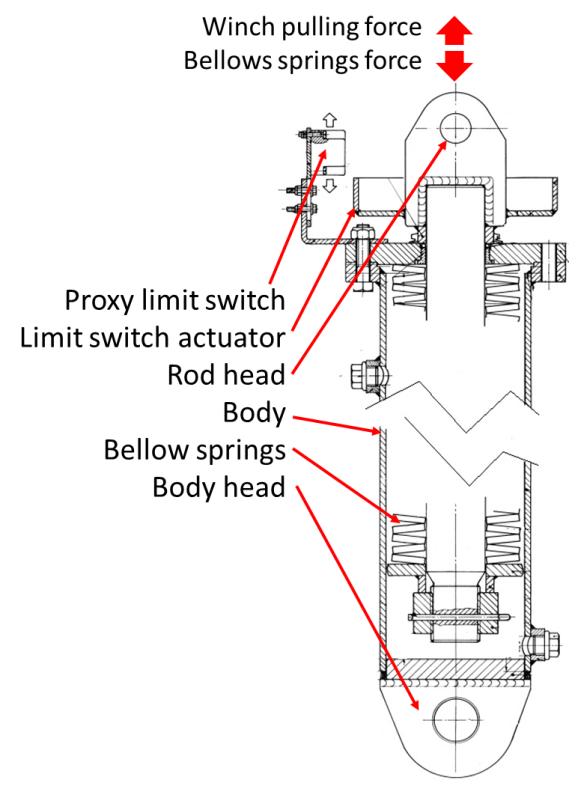 Winch pulling force
Bellows springs force
Proxy limit switch
Limit switch actuator
Rod head
Body
Bellow springs
Body head